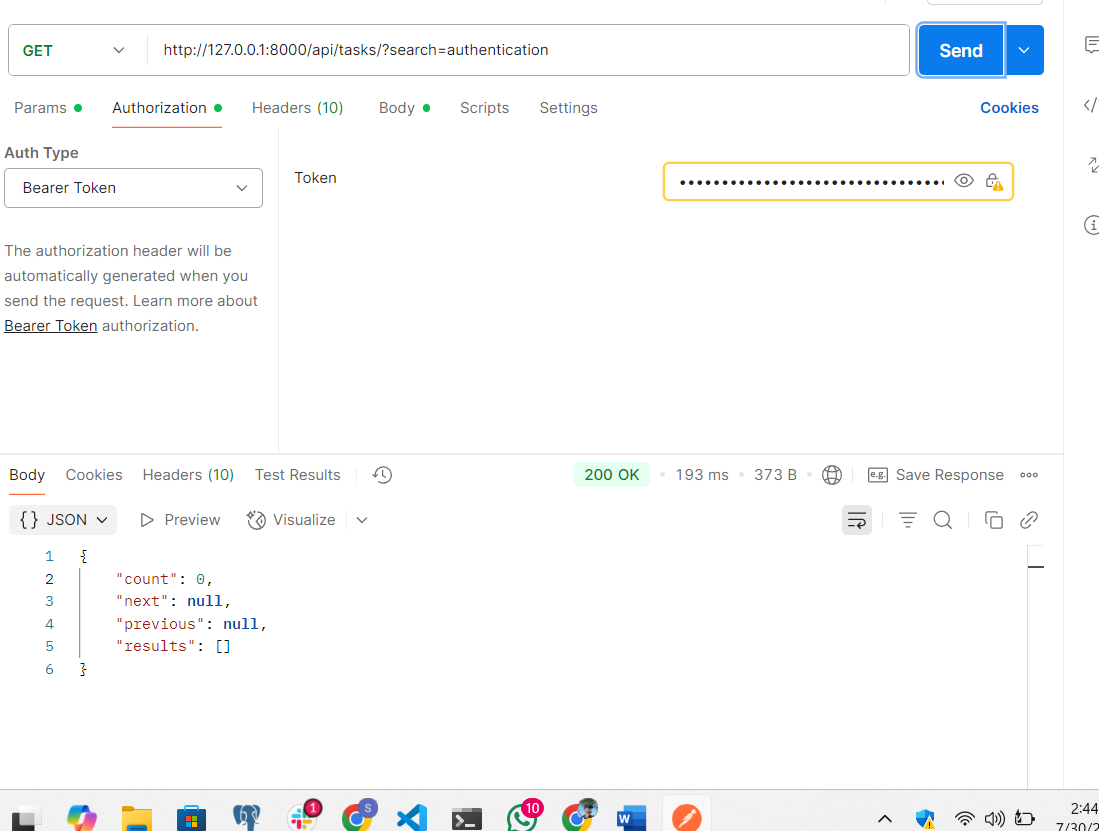 GET
http://127.0.0.1:8000/api/tasks/?search=authentication
Send
Params
Authorization
Headers (10)
Body
Scripts
Settings
Cookies
Auth Type
Bearer Token
The authorization header will be
automatically generated when you
send the request. Learn more about
Bearer Token authorization.
Token
••••••••••••••••••••••••••••••••
Body
Cookies
Headers (10)
Test Results
200 OK
193 ms
373 B
e.g.
Save Response
{} JSON
Preview
Visualize
1 {
2 "count": 0,
3 "next": null,
4 "previous": null,
5 "results": []
6 }
1
S
10
W
2:44
7/30/2